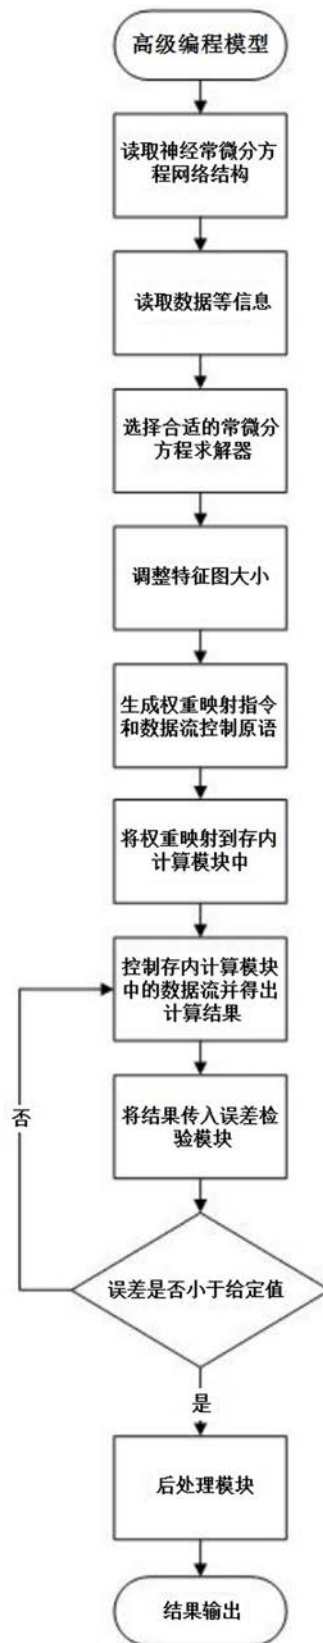 高级编程模型
读取神经常微分方
程网络结构
读取数据等信息
选择合适的常微分
方程求解器
调整特征图大小
生成权重映射指令
和数据流控制原语
将权重映射到存内
计算模块中
控制存内计算模块
中的数据流并得出
计算结果
否
将结果传入误差检
验模块
误差是否小于给定值
是
后处理模块
结果输出